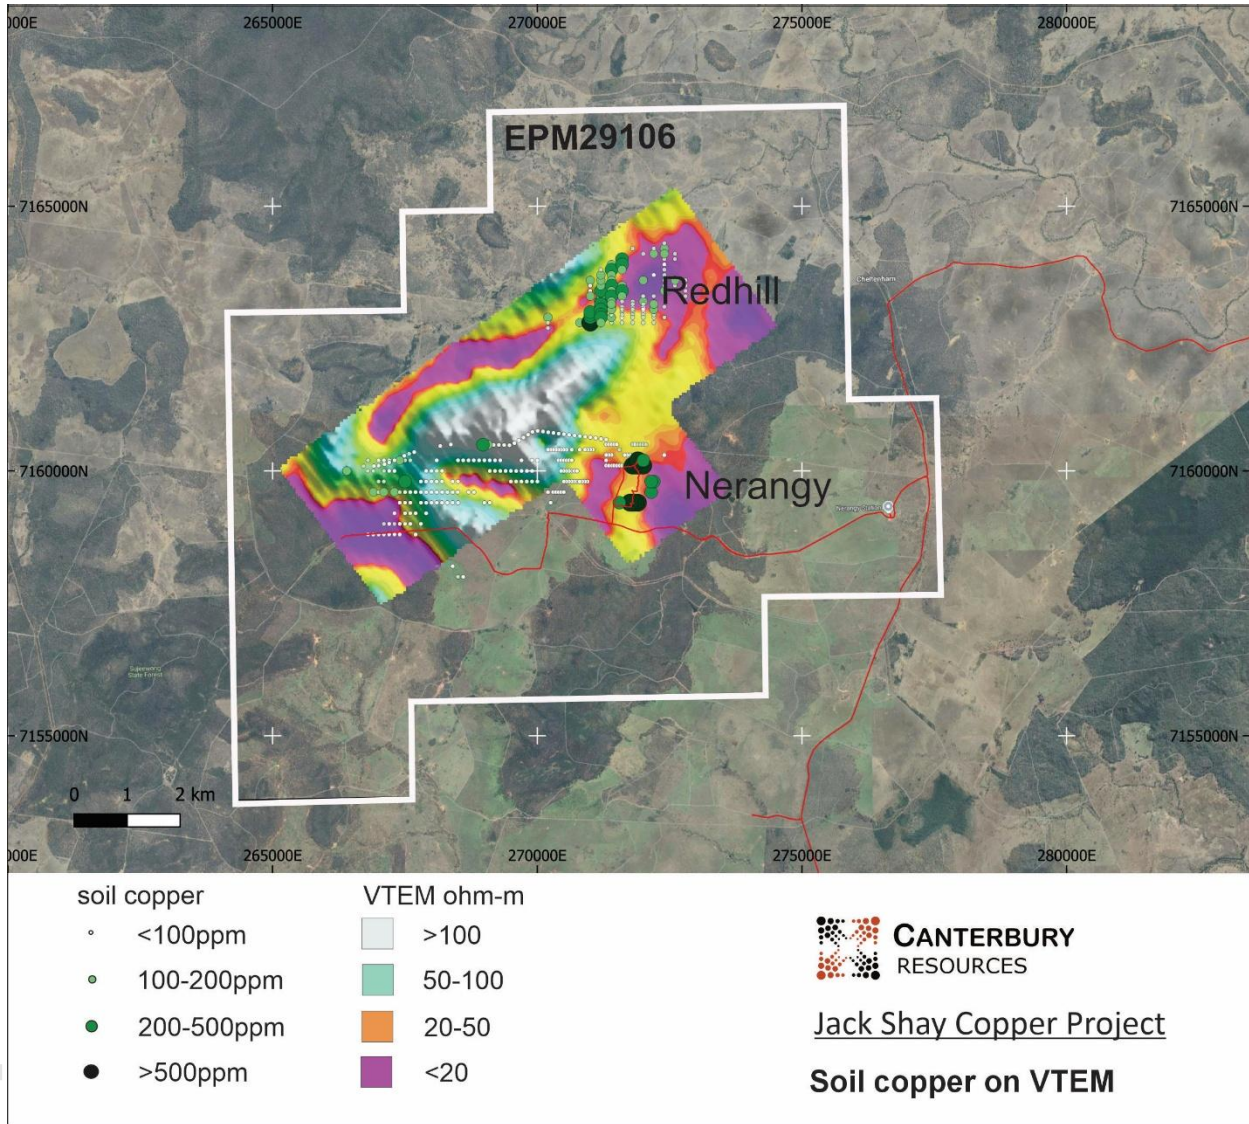 000E 265000E 270000E 275000E 280000E
EPM29106
7165000N 7165000N
Cheltenham
Redhill
7160000N 7160000N
Nerangy
7155000N 7155000N
0 1 2 km
000E 265000E 270000E 275000E 280000E
soil copper
<100ppm
100-200ppm
200-500ppm
>500ppm
VTEM ohm-m
>100
50-100
20-50
<20
CANTERBURY
RESOURCES
Jack Shay Copper Project
Soil copper on VTEM